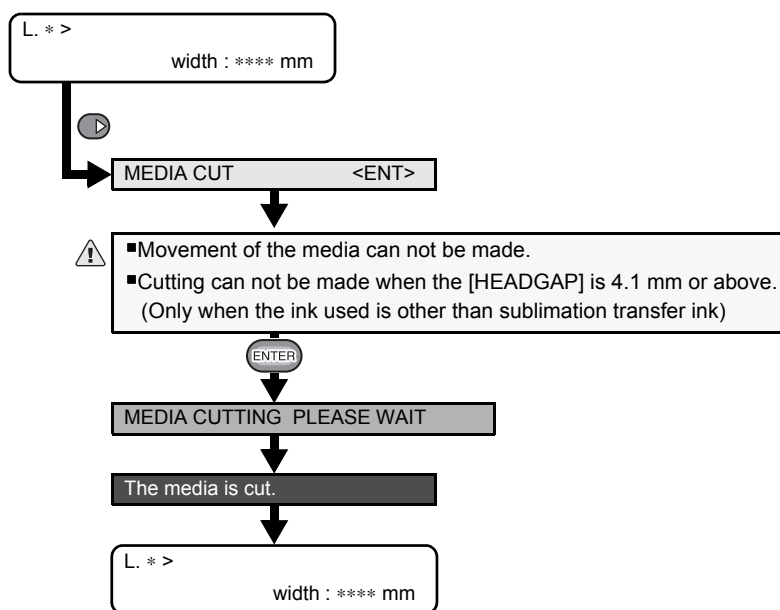 L. ∗ >
width : ∗∗∗∗ mm
MEDIA CUT <ENT>
■Movement of the media can not be made.
■Cutting can not be made when the [HEADGAP] is 4.1 mm or above.
(Only when the ink used is other than sublimation transfer ink)
ENTER
MEDIA CUTTING PLEASE WAIT
The media is cut.
L. ∗ >
width : ∗∗∗∗ mm